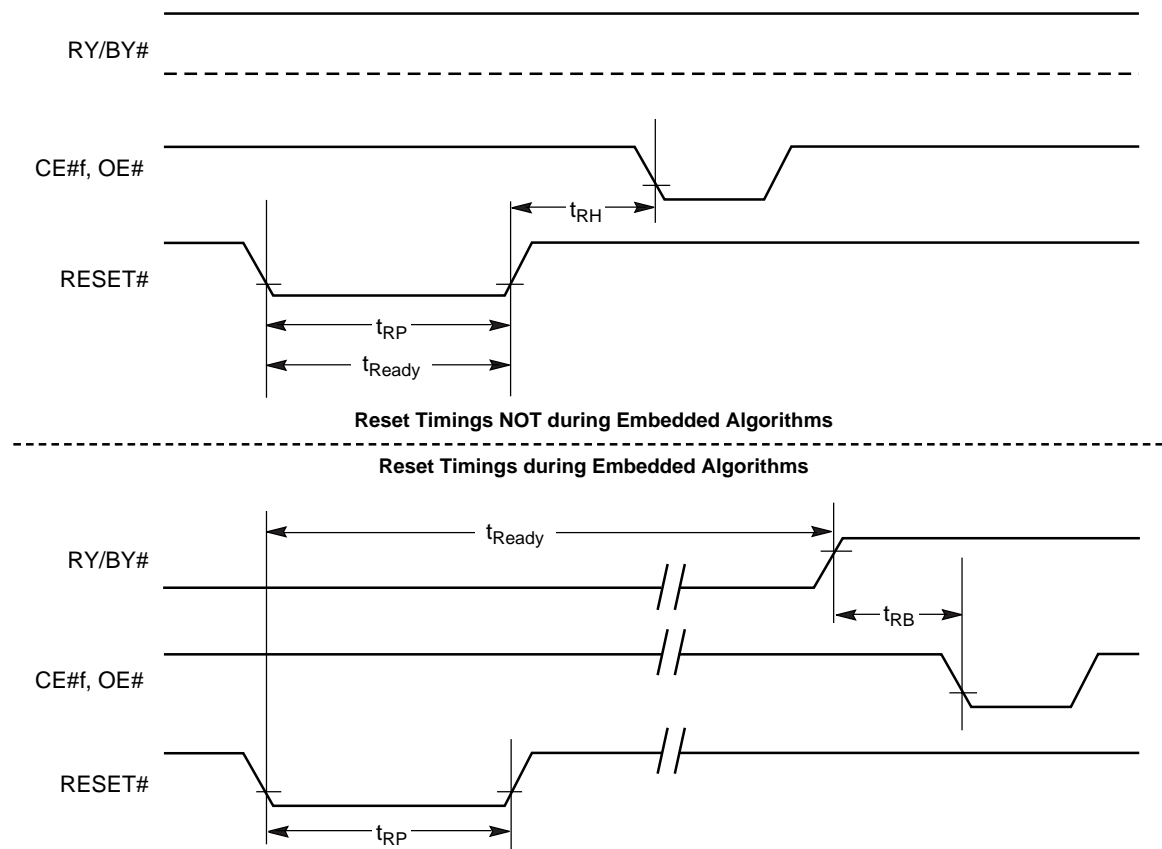 RY/BY#
CE#f, OE#
tRH
RESET#
tRP
tReady
Reset Timings NOT during Embedded Algorithms
Reset Timings during Embedded Algorithms
tReady
RY/BY#
tRB
CE#f, OE#
RESET#
tRP